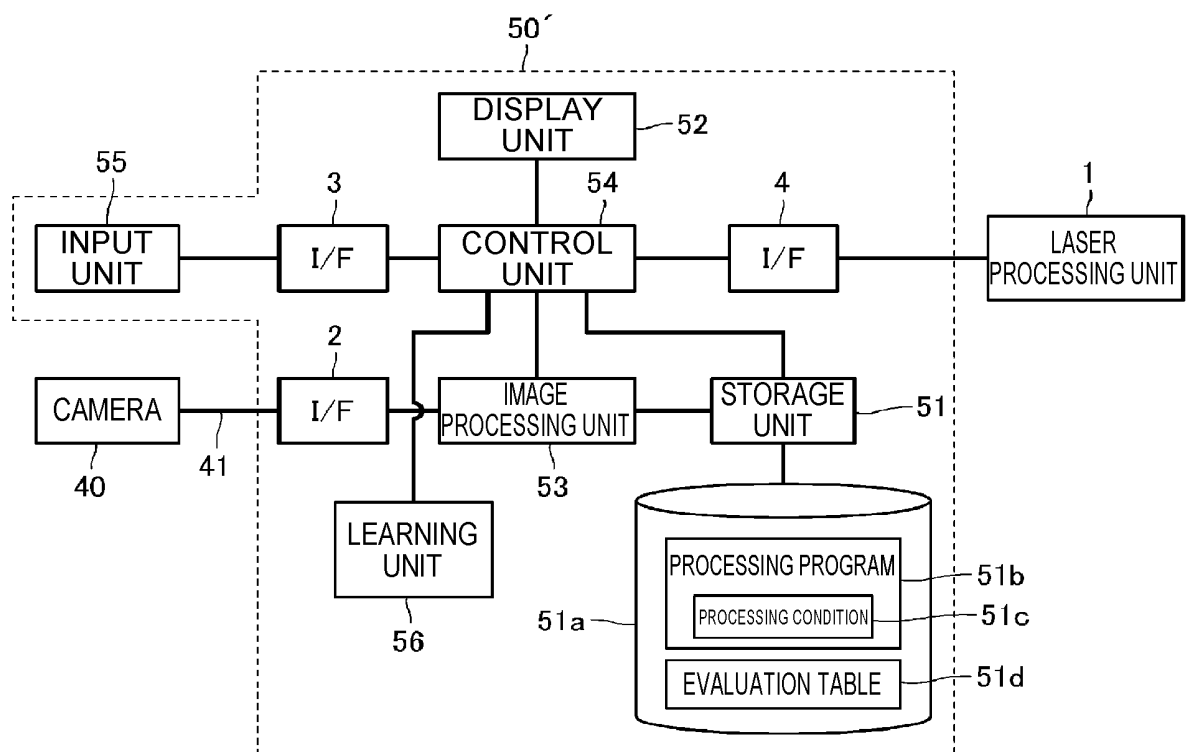 50´
DISPLAY
UNIT
52
55
3
54
4
1
INPUT
UNIT
I/F
CONTROL
UNIT
I/F
LASER
PROCESSING UNIT
2
CAMERA
I/F
IMAGE
PROCESSING UNIT
STORAGE
UNIT
51
40
41
53
LEARNING
UNIT
56
51a
PROCESSING PROGRAM
51b
PROCESSING CONDITION
51c
EVALUATION TABLE
51d